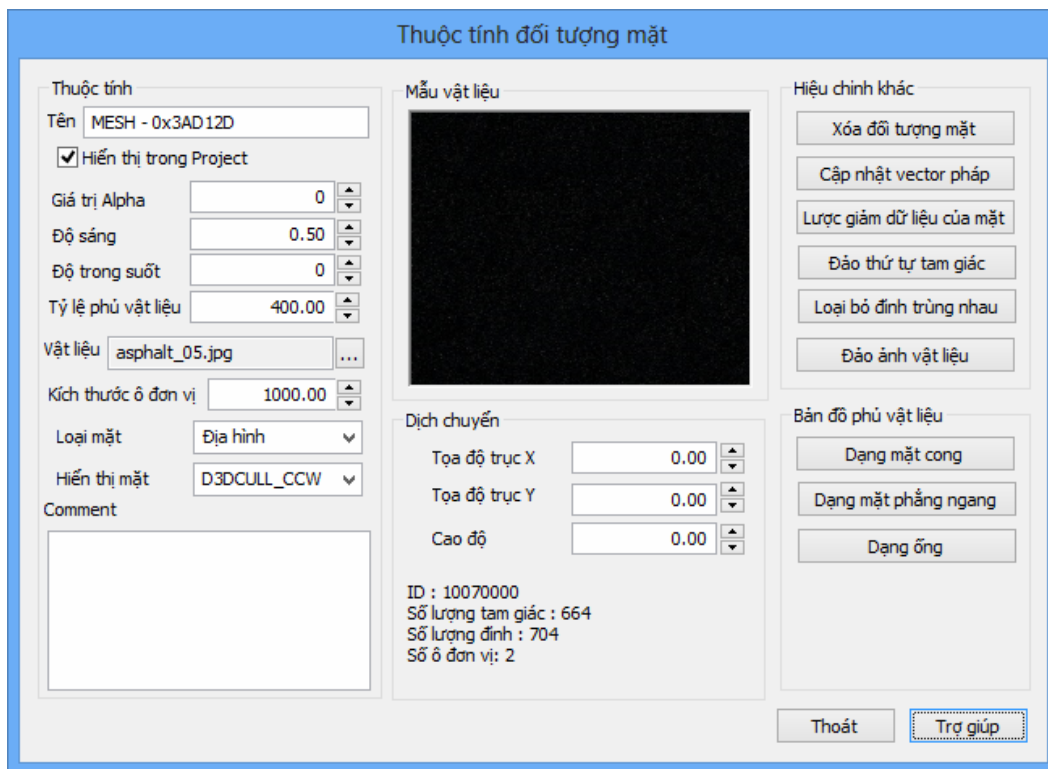 Thuộc tính đối tượng mặt
Thuộc tính
Tên MESH - 0x3AD12D
Hiển thị trong Project
Giá trị Alpha 0
Độ sáng 0.50
Độ trong suốt 0
Tỷ lệ phủ vật liệu 400.00
Vật liệu asphalt_05.jpg ...
Kích thước ô đơn vị 1000.00
Loại mặt Địa hình
Hiển thị mặt D3DCULL_CCW
Comment
Mẫu vật liệu
Dịch chuyển
Tọa độ trục X 0.00
Tọa độ trục Y 0.00
Cao độ 0.00
ID : 10070000
Số lượng tam giác : 664
Số lượng đỉnh : 704
Số ô đơn vị: 2
Hiệu chỉnh khác
Xóa đối tượng mặt
Cập nhật vector pháp
Lược giảm dữ liệu của mặt
Đảo thứ tự tam giác
Loại bỏ đỉnh trùng nhau
Đảo ảnh vật liệu
Bản đồ phủ vật liệu
Dạng mặt cong
Dạng mặt phẳng ngang
Dạng ống
Thoát
Trợ giúp